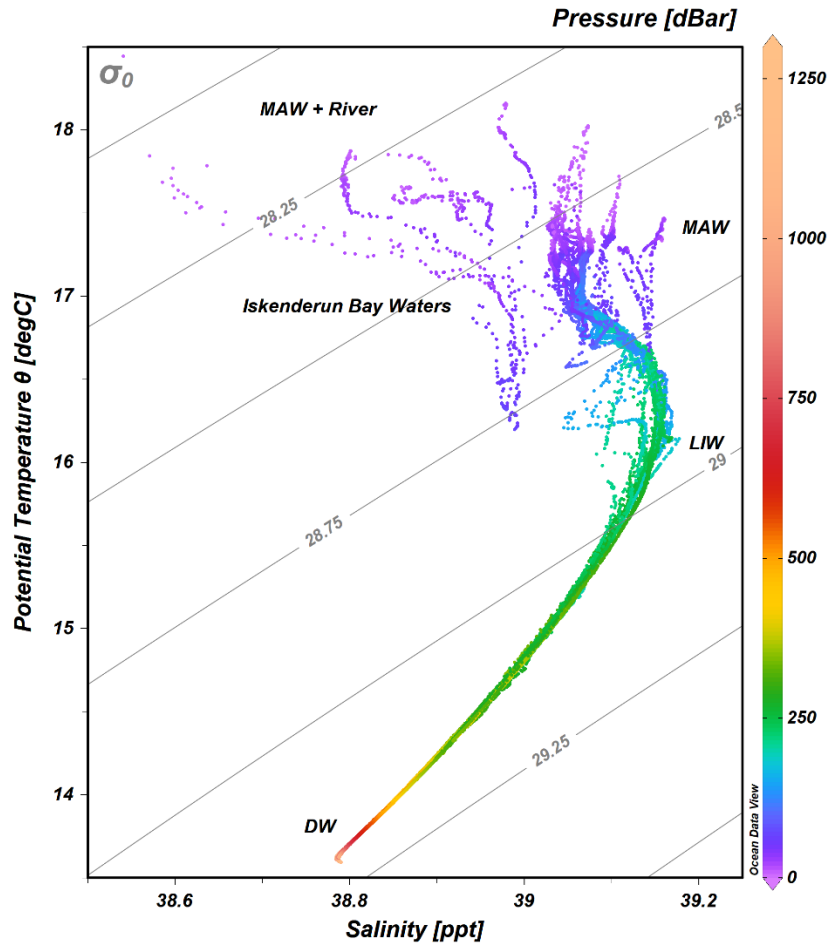 Pressure [dBar]
σ0
MAW + River
28.5
28.25
MAW
Iskenderun Bay Waters
LIW
29
28.75
29.25
DW
18
17
16
15
14
Potential Temperature θ [degC]
38.6
38.8
39
39.2
Salinity [ppt]
1250
1000
750
500
250
0
Ocean Data View